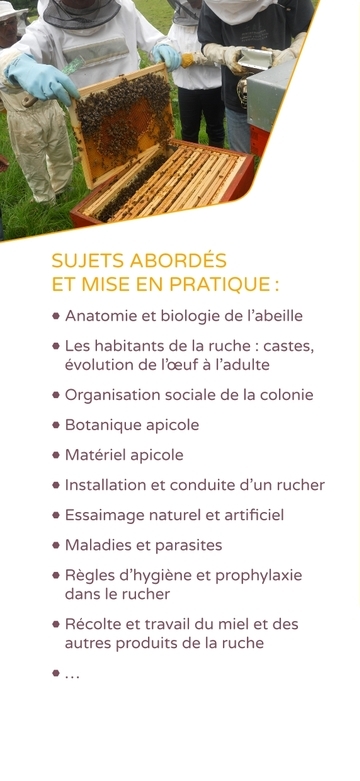 SUJETS ABORDÉS
ET MISE EN PRATIQUE :
• Anatomie et biologie de l'abeille
• Les habitants de la ruche : castes,
évolution de l'œuf à l'adulte
• Organisation sociale de la colonie
• Botanique apicole
• Matériel apicole
• Installation et conduite d'un rucher
• Essaimage naturel et artificiel
• Maladies et parasites
• Règles d'hygiène et prophylaxie
dans le rucher
• Récolte et travail du miel et des
autres produits de la ruche
• ...